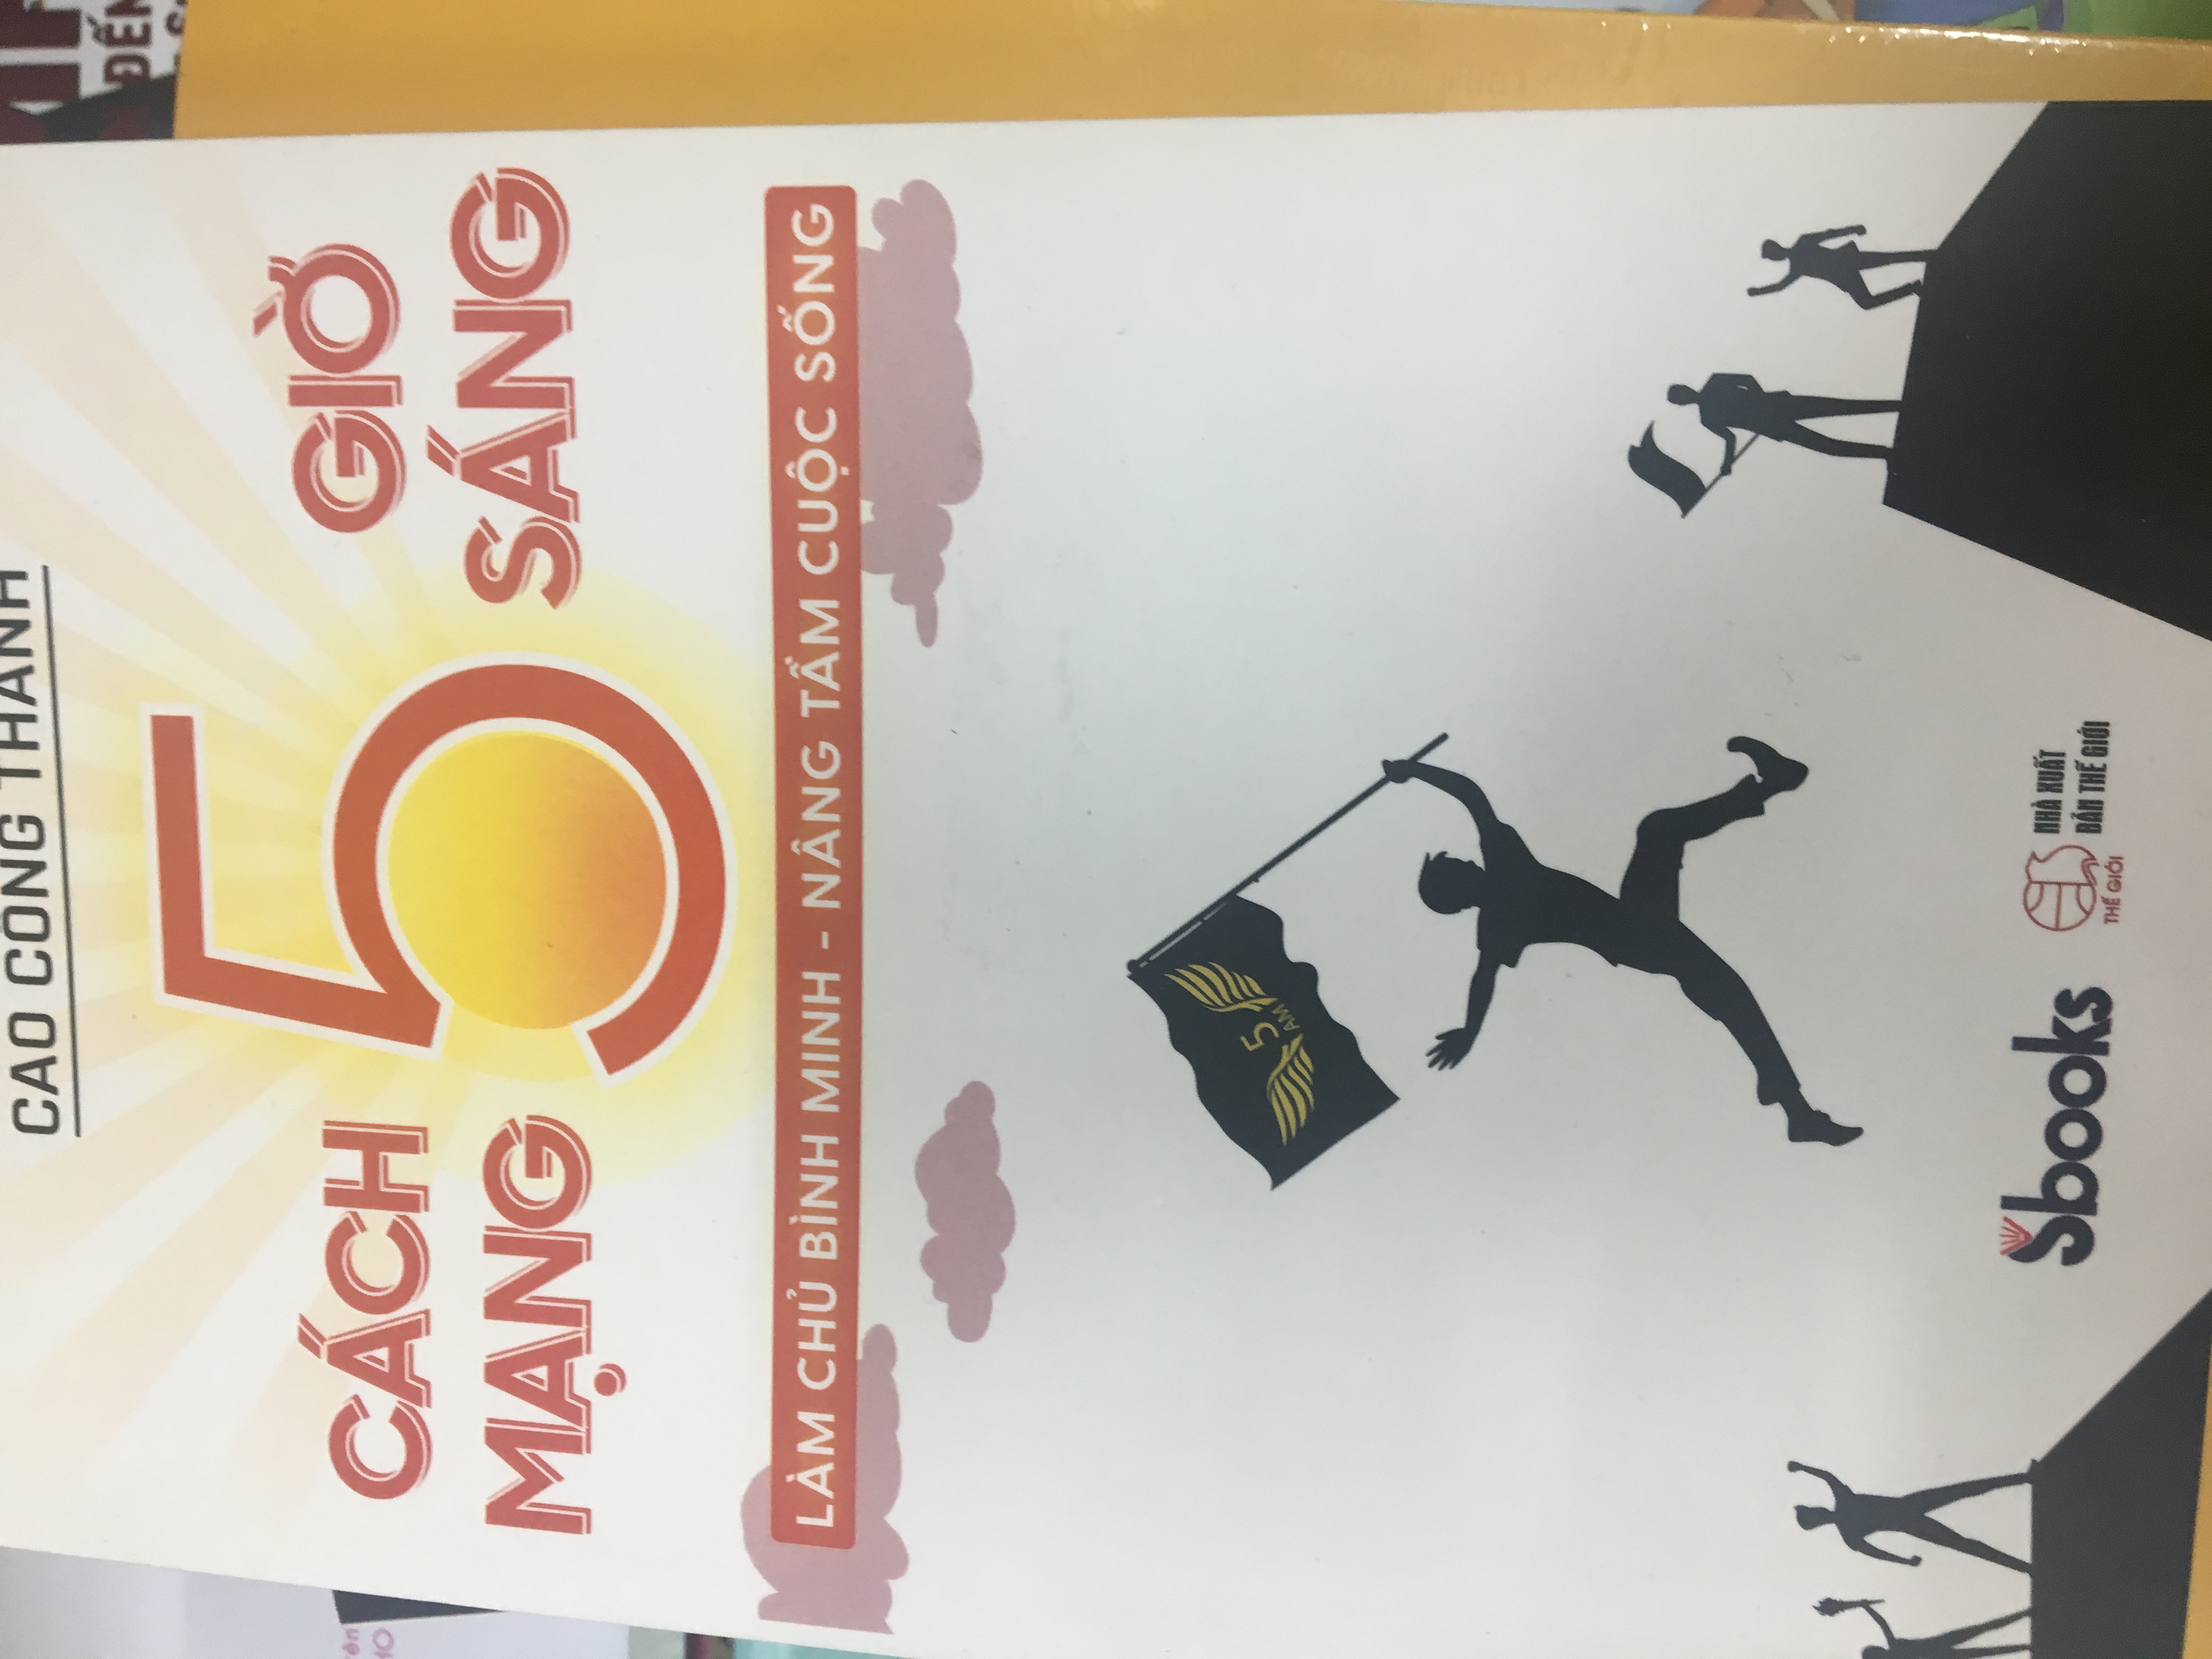 CAO CÔNG THÀNH
CÁCH
MẠNG
5
GIỜ
SÁNG
LÀM CHỦ BÌNH MINH - NÂNG TẦM CUỘC SỐNG
5
AM
Sbooks
THẾ GIỚI
NHÀ XUẤT
BẢN THẾ GIỚI